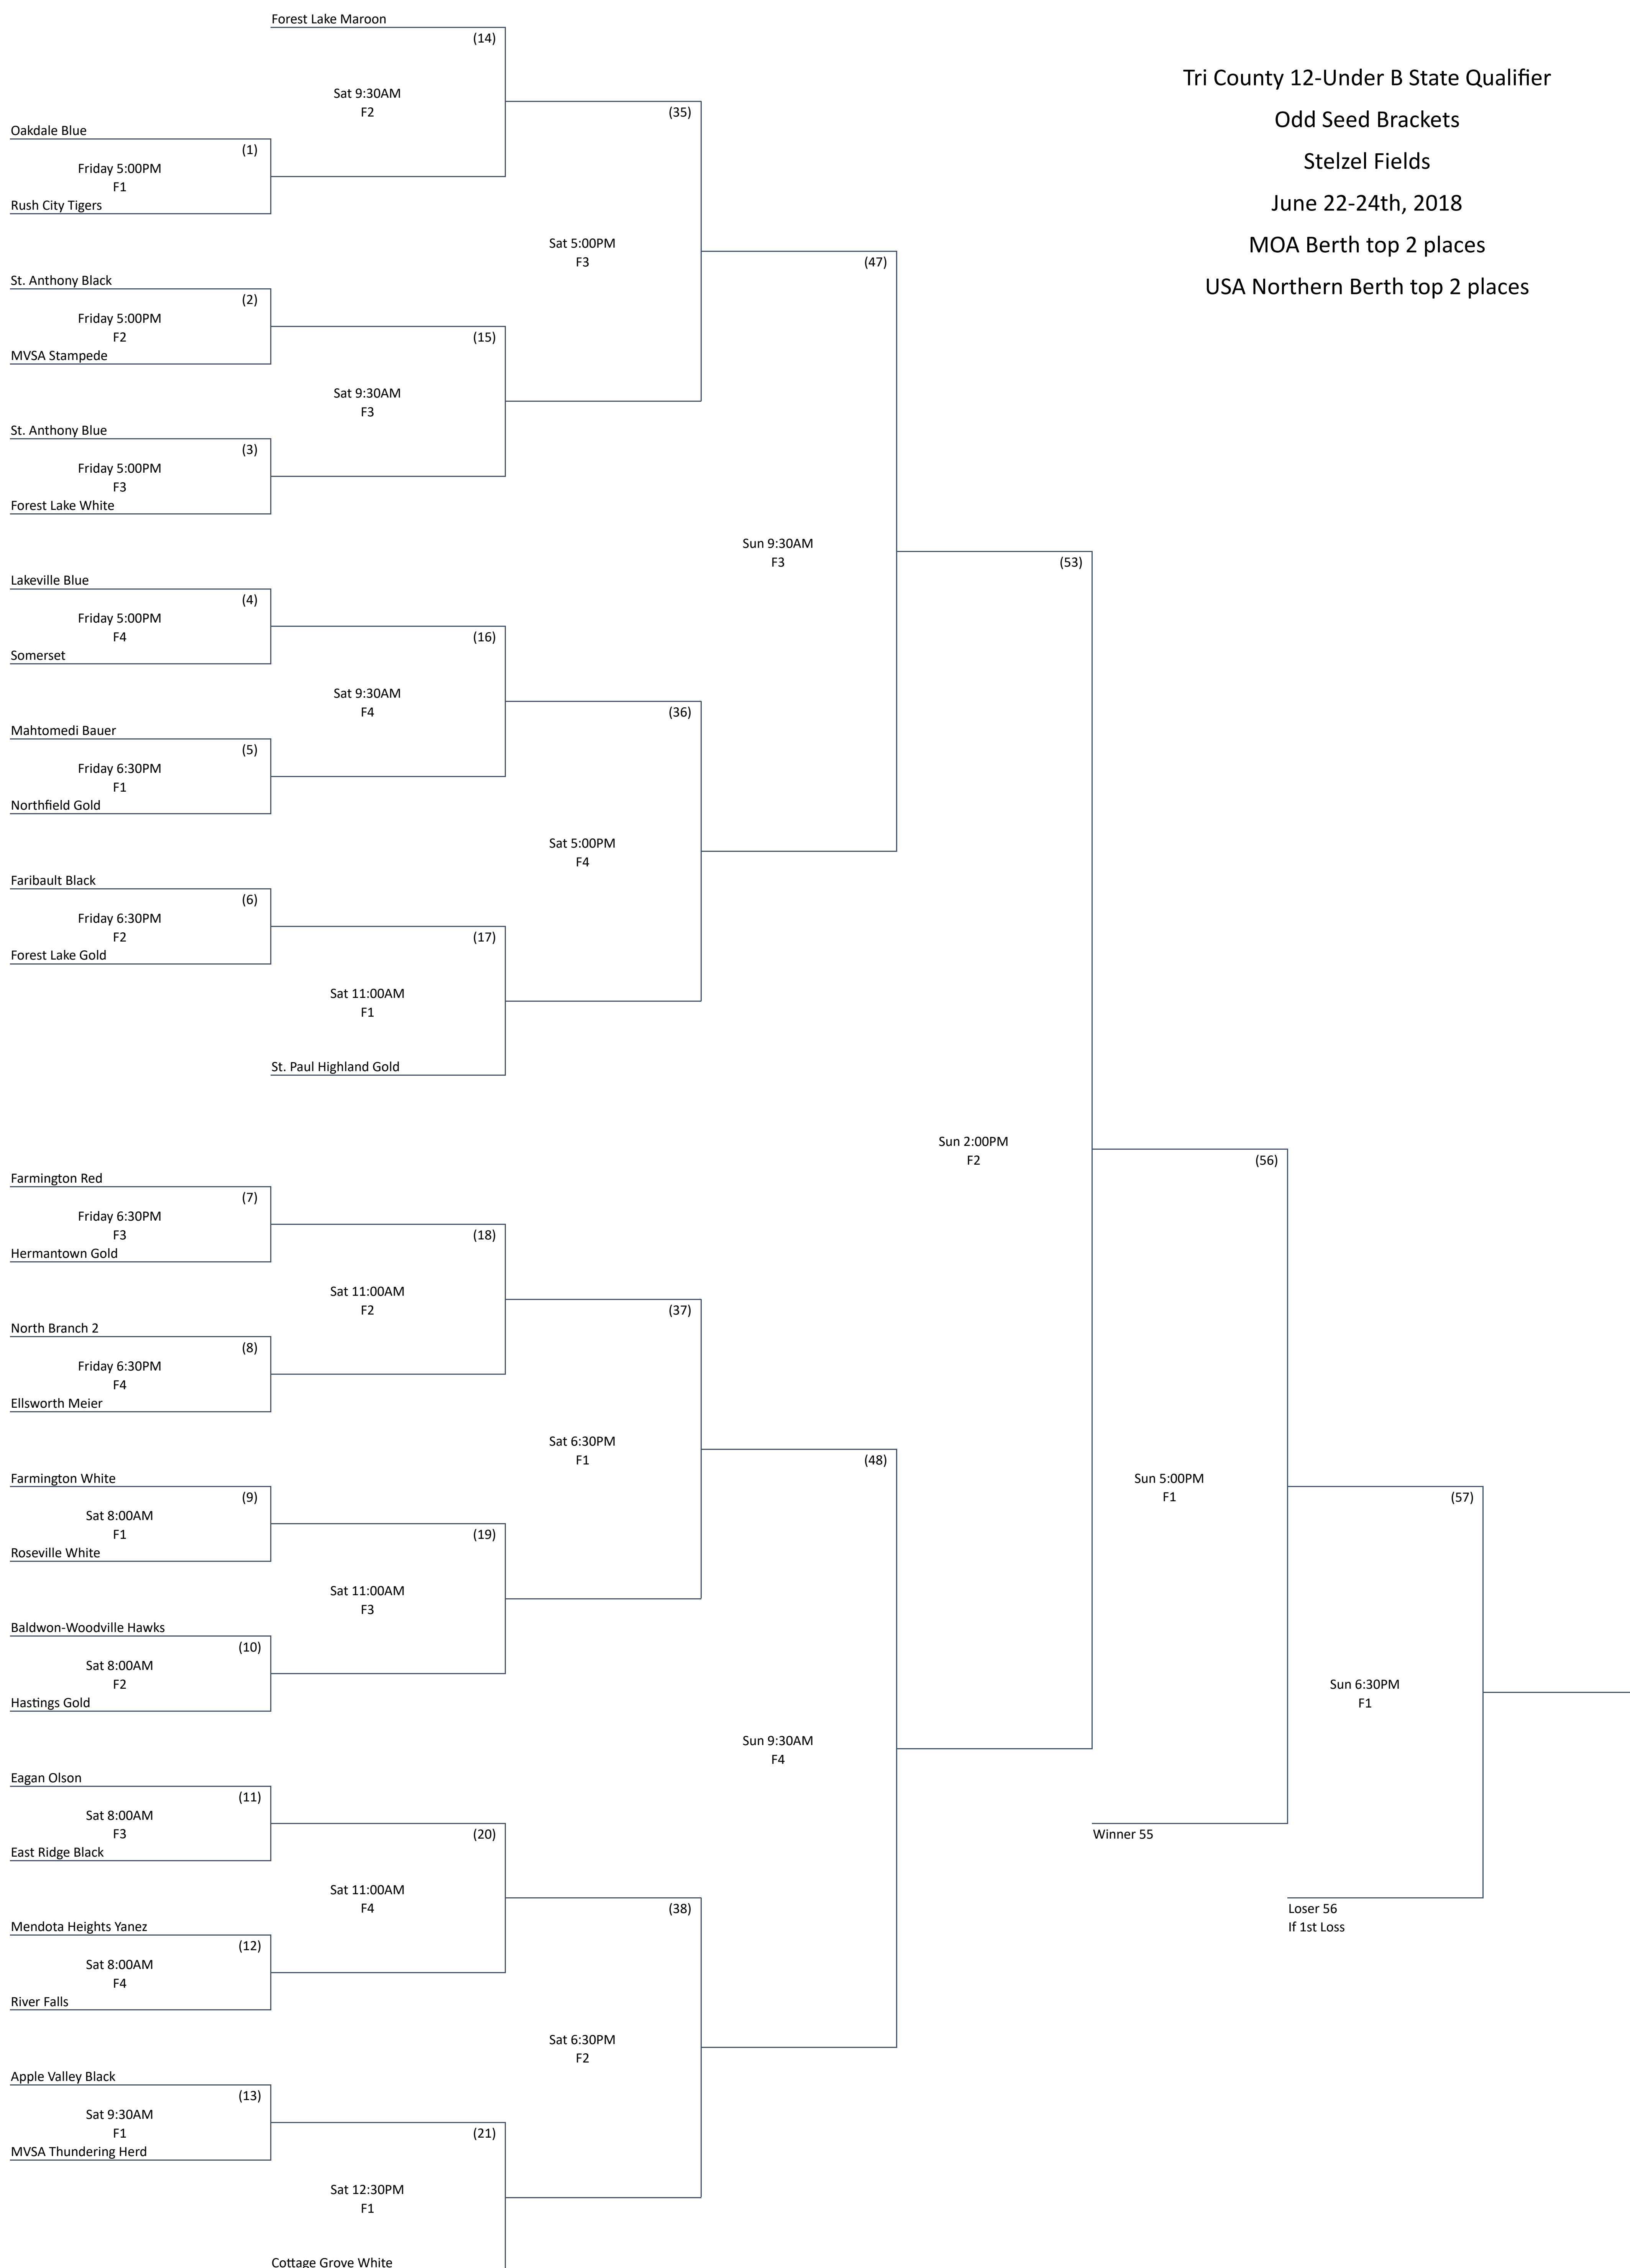 Forest Lake Maroon
(14)
Tri County 12-Under B State Qualifier
Sat 9:30AM
F2
(35)
Odd Seed Brackets
Oakdale Blue
(1)
Stelzel Fields
Friday 5:00PM
F1
Rush City Tigers
June 22-24th, 2018
Sat 5:00PM
F3
MOA Berth top 2 places
(47)
St. Anthony Black
USA Northern Berth top 2 places
(2)
Friday 5:00PM
F2
(15)
MVSA Stampede
Sat 9:30AM
F3
St. Anthony Blue
(3)
Friday 5:00PM
F3
Forest Lake White
Sun 9:30AM
F3
(53)
Lakeville Blue
(4)
Friday 5:00PM
F4
(16)
Somerset
Sat 9:30AM
F4
(36)
Mahtomedi Bauer
(5)
Friday 6:30PM
F1
Northfield Gold
Sat 5:00PM
F4
Faribault Black
(6)
Friday 6:30PM
F2
(17)
Forest Lake Gold
Sat 11:00AM
F1
St. Paul Highland Gold
Sun 2:00PM
F2
(56)
Farmington Red
(7)
Friday 6:30PM
F3
(18)
Hermantown Gold
Sat 11:00AM
F2
(37)
North Branch 2
(8)
Friday 6:30PM
F4
Ellsworth Meier
Sat 6:30PM
F1
(48)
Farmington White
(9)
Sun 5:00PM
F1
(57)
Sat 8:00AM
F1
(19)
Roseville White
Sat 11:00AM
F3
Baldwon-Woodville Hawks
(10)
Sat 8:00AM
F2
Hastings Gold
Sun 6:30PM
F1
Sun 9:30AM
F4
Eagan Olson
(11)
Sat 8:00AM
F3
(20)
Winner 55
East Ridge Black
Sat 11:00AM
F4
(38)
Loser 56
If 1st Loss
Mendota Heights Yanez
(12)
Sat 8:00AM
F4
River Falls
Sat 6:30PM
F2
Apple Valley Black
(13)
Sat 9:30AM
F1
(21)
MVSA Thundering Herd
Sat 12:30PM
F1
Cottage Grove White